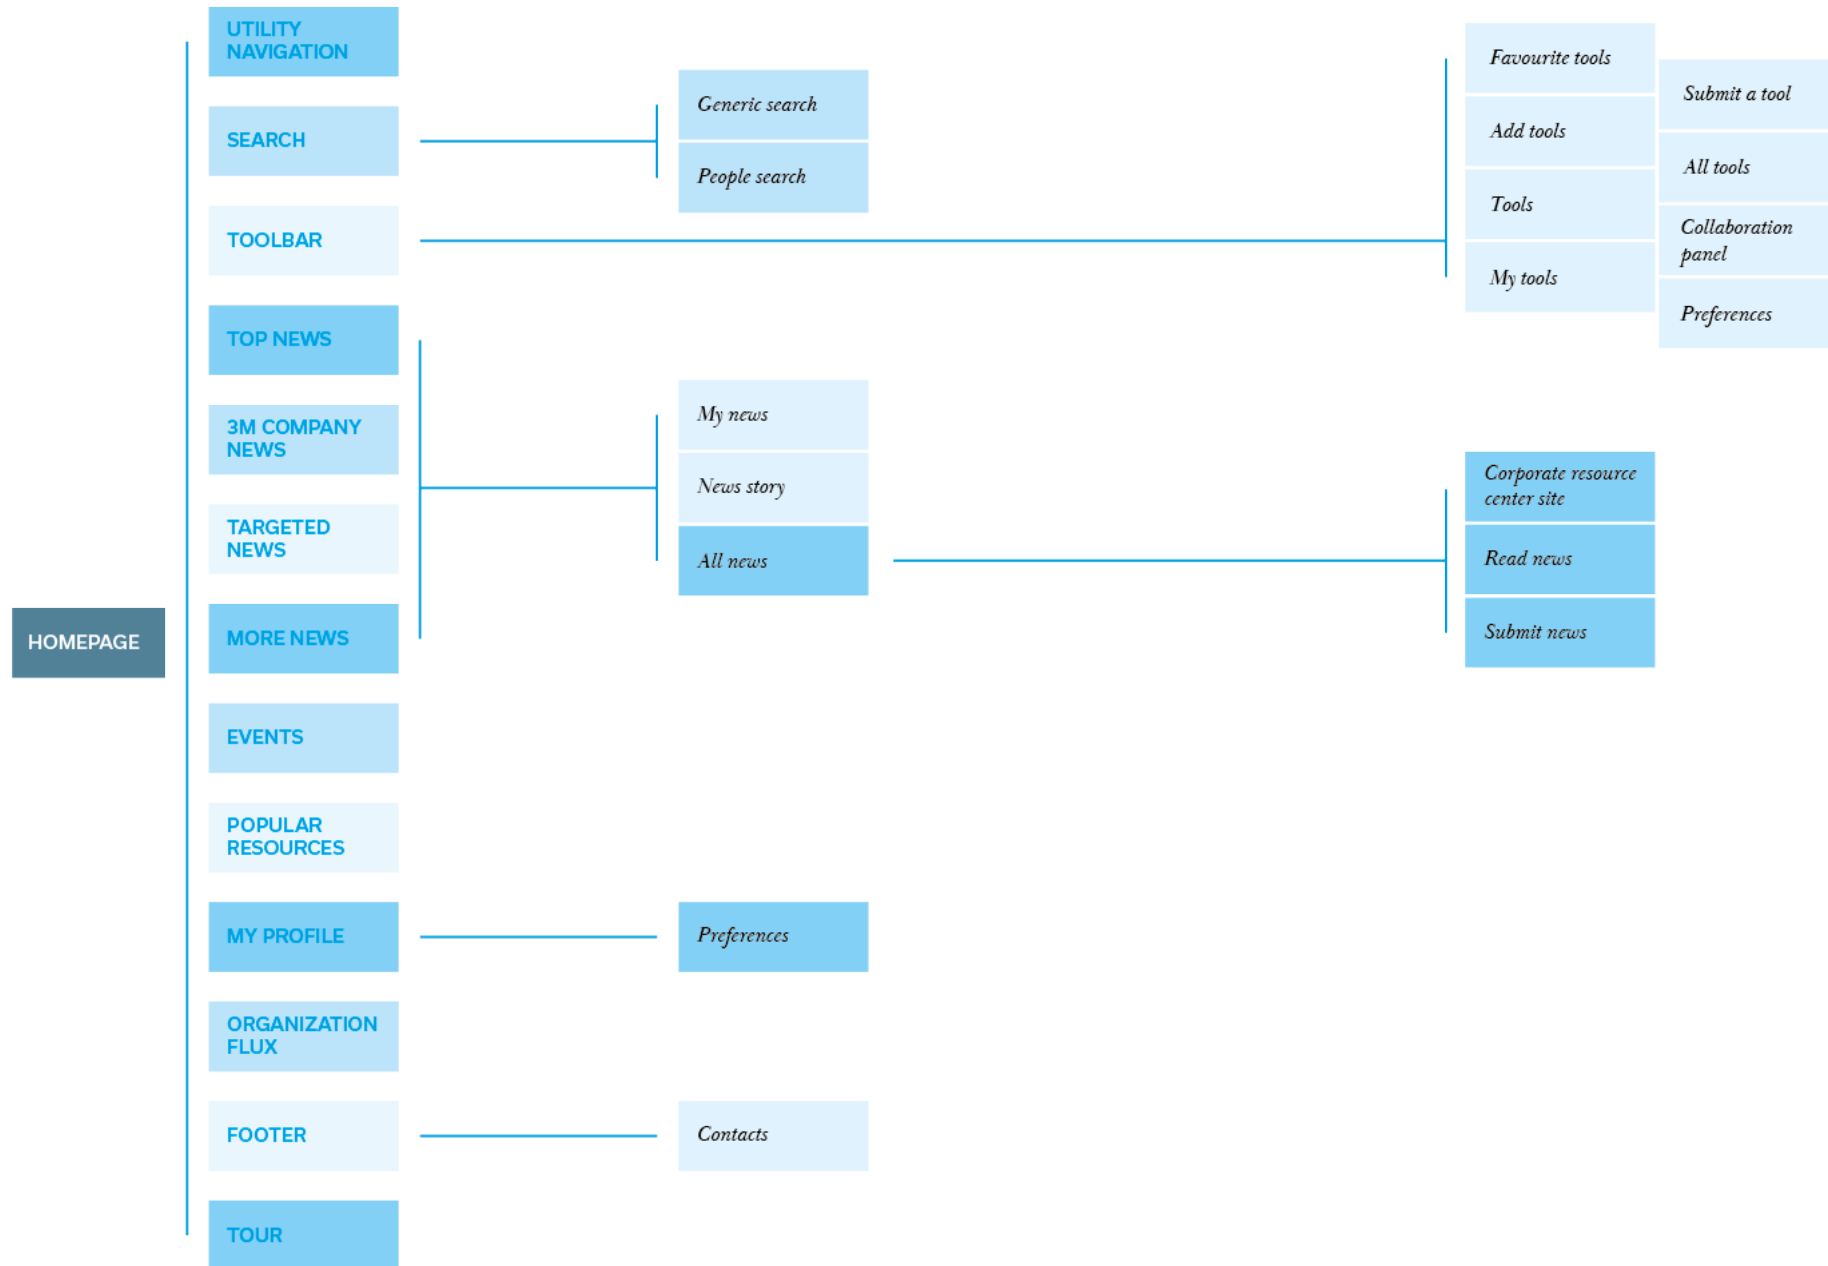 UTILITY
NAVIGATION
SEARCH
Generic search
People search
TOOLBAR
Favourite tools
Add tools
Tools
My tools
Submit a tool
All tools
Collaboration
panel
Preferences
TOP NEWS
3M COMPANY
NEWS
TARGETED
NEWS
MORE NEWS
My news
News story
All news
Corporate resource
center site
Read news
Submit news
HOMEPAGE
EVENTS
POPULAR
RESOURCES
MY PROFILE
Preferences
ORGANIZATION
FLUX
FOOTER
Contacts
TOUR